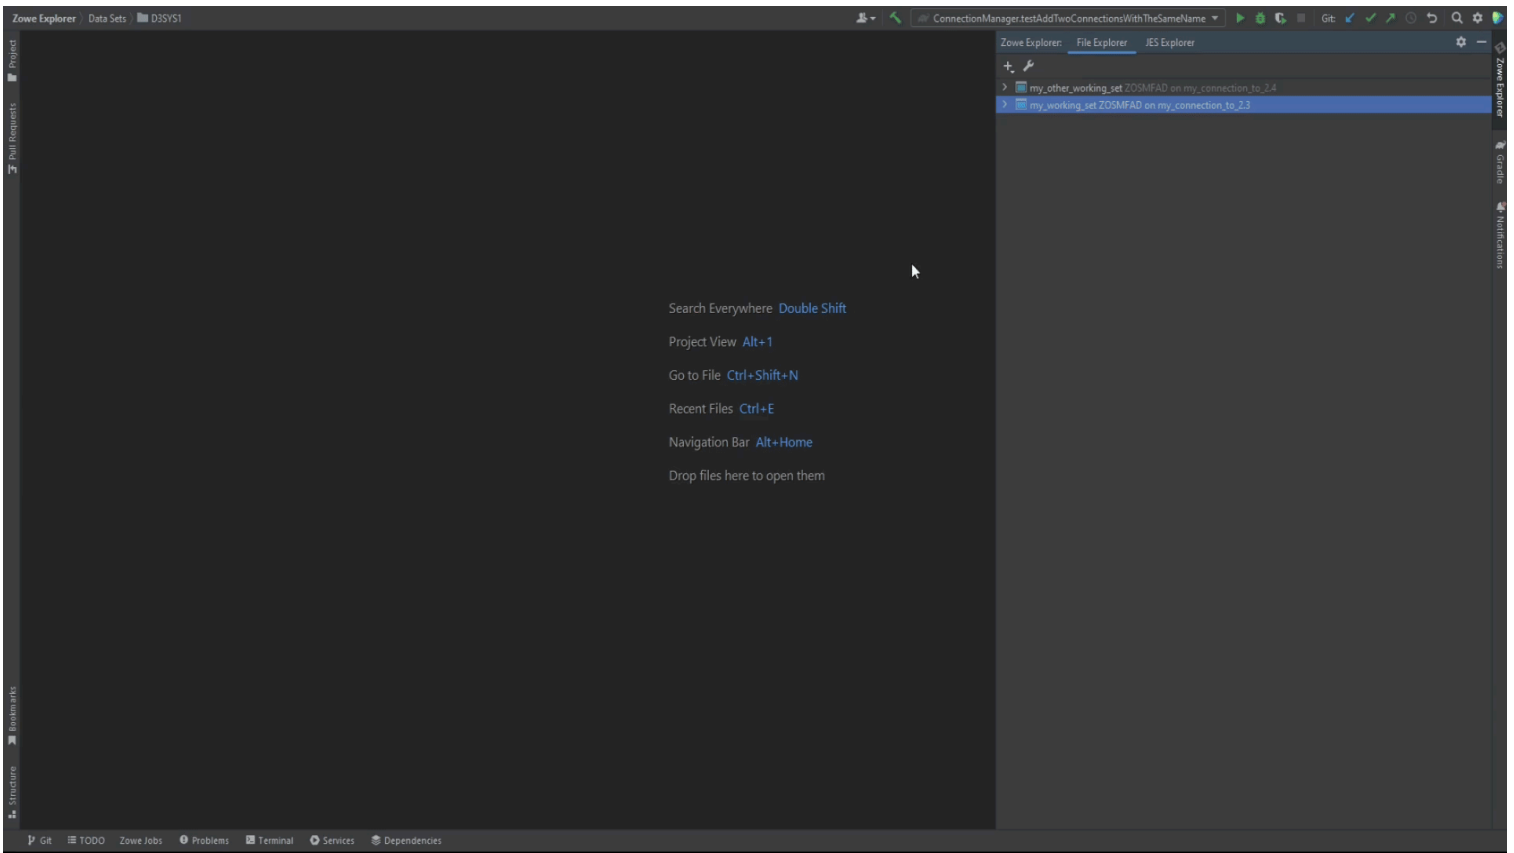 Zowe Explorer Data Sets D3SYS1
ConnectionManager.testAddTwoConnectionsWithTheSameName
Git:
Project
Pull Requests
Bookmarks
Structure
Search Everywhere Double Shift
Project View Alt+1
Go to File Ctrl+Shift+N
Recent Files Ctrl+E
Navigation Bar Alt+Home
Drop files here to open them
Zowe Explorer: File Explorer JES Explorer
my_other_working_set ZOSMFAD on my_connection_to_2.4
my_working_set ZOSMFAD on my_connection_to_2.3
Zowe Explorer
Gradle
Notifications
Git TODO Zowe Jobs Problems Terminal Services Dependencies